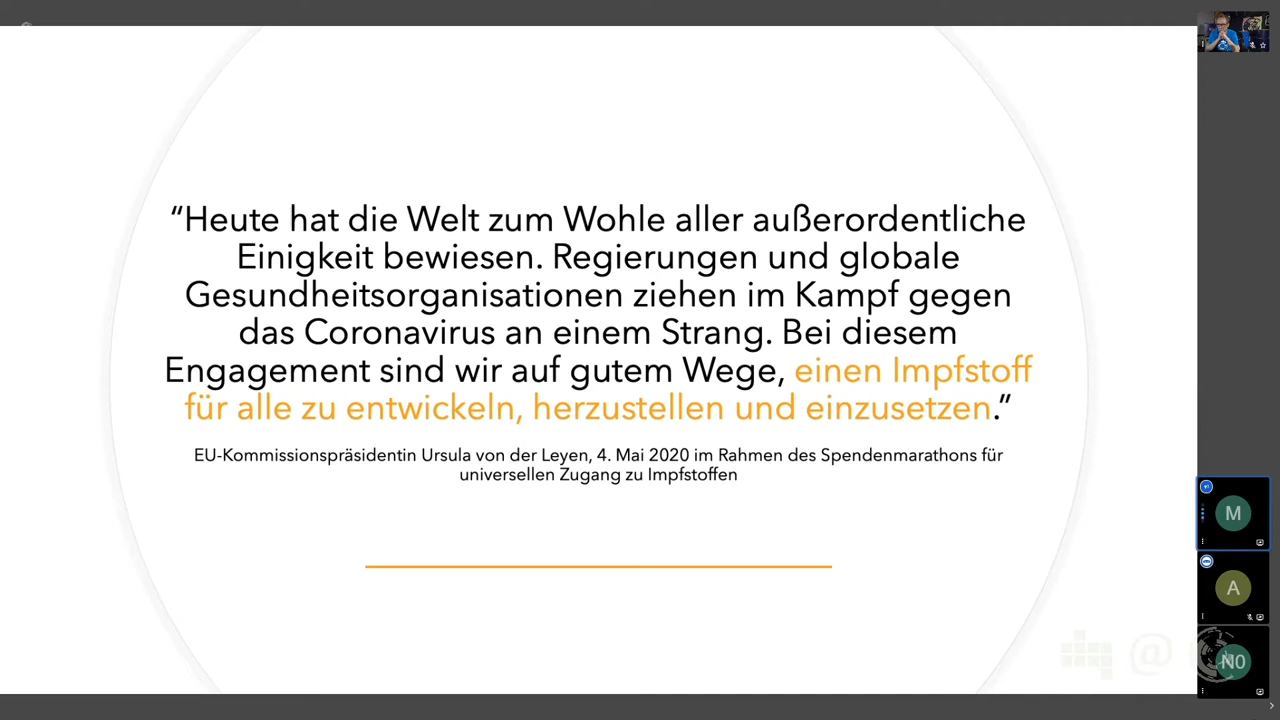 “Heute hat die Welt zum Wohle aller außerordentliche
Einigkeit bewiesen. Regierungen und globale
Gesundheitsorganisationen ziehen im Kampf gegen
das Coronavirus an einem Strang. Bei diesem
Engagement sind wir auf gutem Wege, einen Impfstoff
für alle zu entwickeln, herzustellen und einzusetzen.”
EU-Kommissionspräsidentin Ursula von der Leyen, 4. Mai 2020 im Rahmen des Spendenmarathons für
universellen Zugang zu Impfstoffen
M
A
N0
@